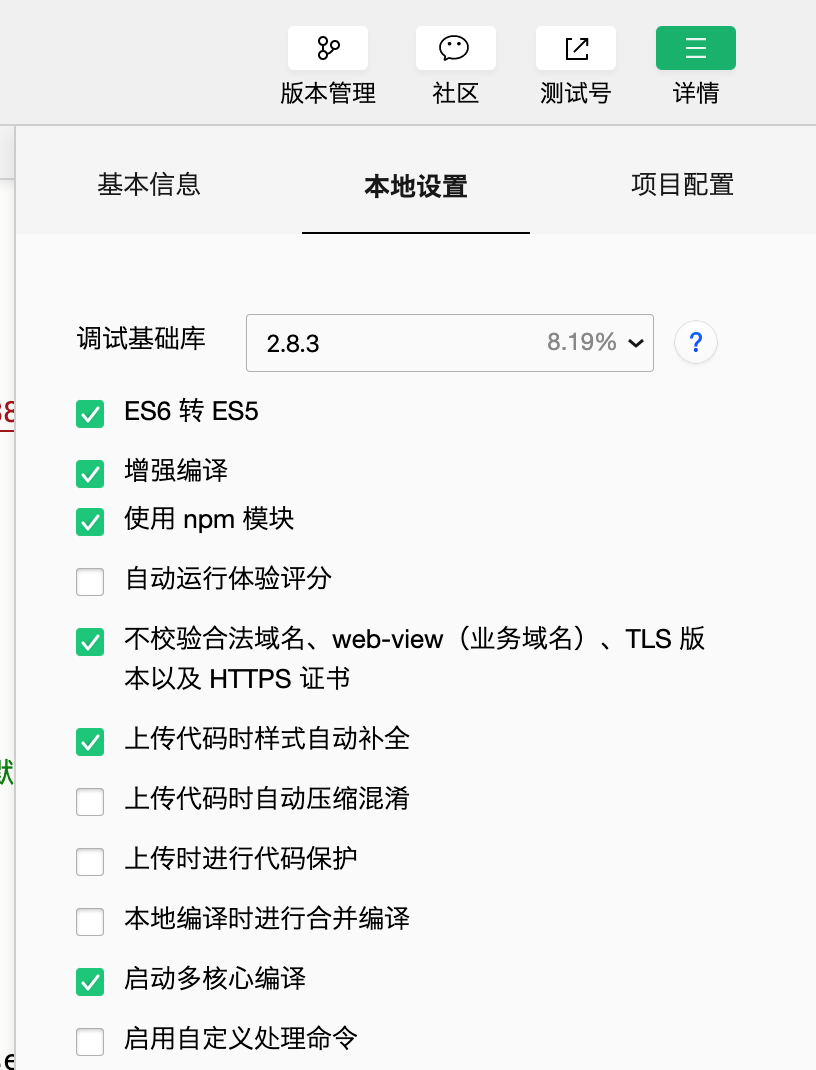 版本管理 社区 测试号 详情
基本信息 本地设置 项目配置
调试基础库 2.8.3 8.19% ?
ES6 转 ES5
增强编译
使用 npm 模块
自动运行体验评分
不校验合法域名、web-view（业务域名）、TLS 版
本以及 HTTPS 证书
上传代码时样式自动补全
上传代码时自动压缩混淆
上传时进行代码保护
本地编译时进行合并编译
启动多核心编译
启用自定义处理命令